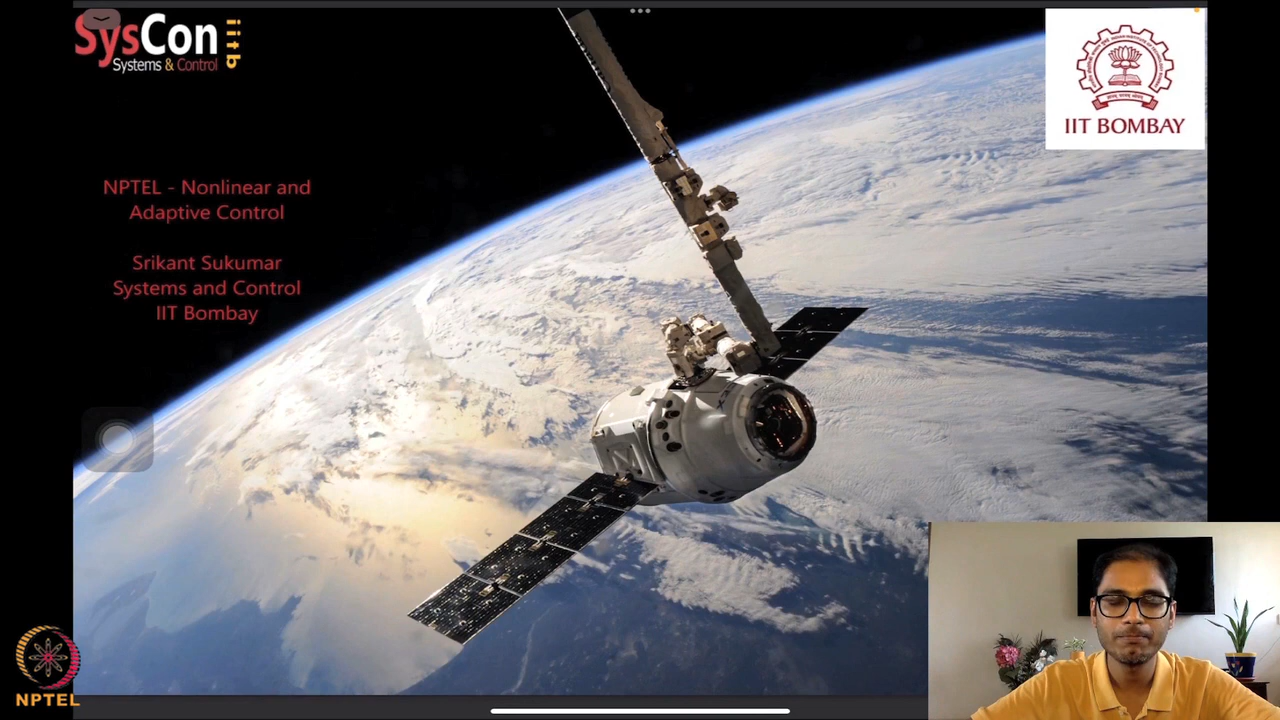 SysCon
iitb
Systems & Control
IIT BOMBAY
NPTEL - Nonlinear and
Adaptive Control
Srikant Sukumar
Systems and Control
IIT Bombay
NPTEL